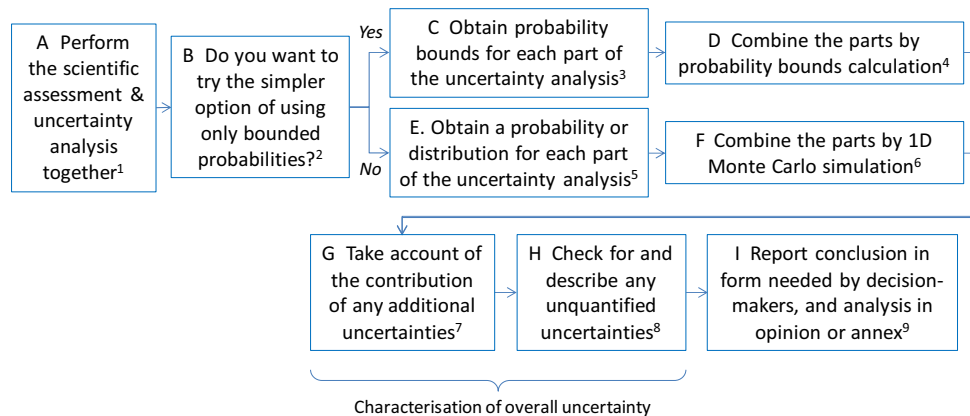 A Perform
the scientific
assessment &
uncertainty
analysis
together¹
B Do you want to
try the simpler
option of using
only bounded
probabilities?²
Yes
No
C Obtain probability
bounds for each part of
the uncertainty analysis³
D Combine the parts by
probability bounds calculation⁴
E. Obtain a probability or
distribution for each part
of the uncertainty analysis⁵
F Combine the parts by 1D
Monte Carlo simulation⁶
G Take account of
the contribution
of any additional
uncertainties⁷
H Check for and
describe any
unquantified
uncertainties⁸
I Report conclusion in
form needed by decision-
makers, and analysis in
opinion or annex⁹
Characterisation of overall uncertainty